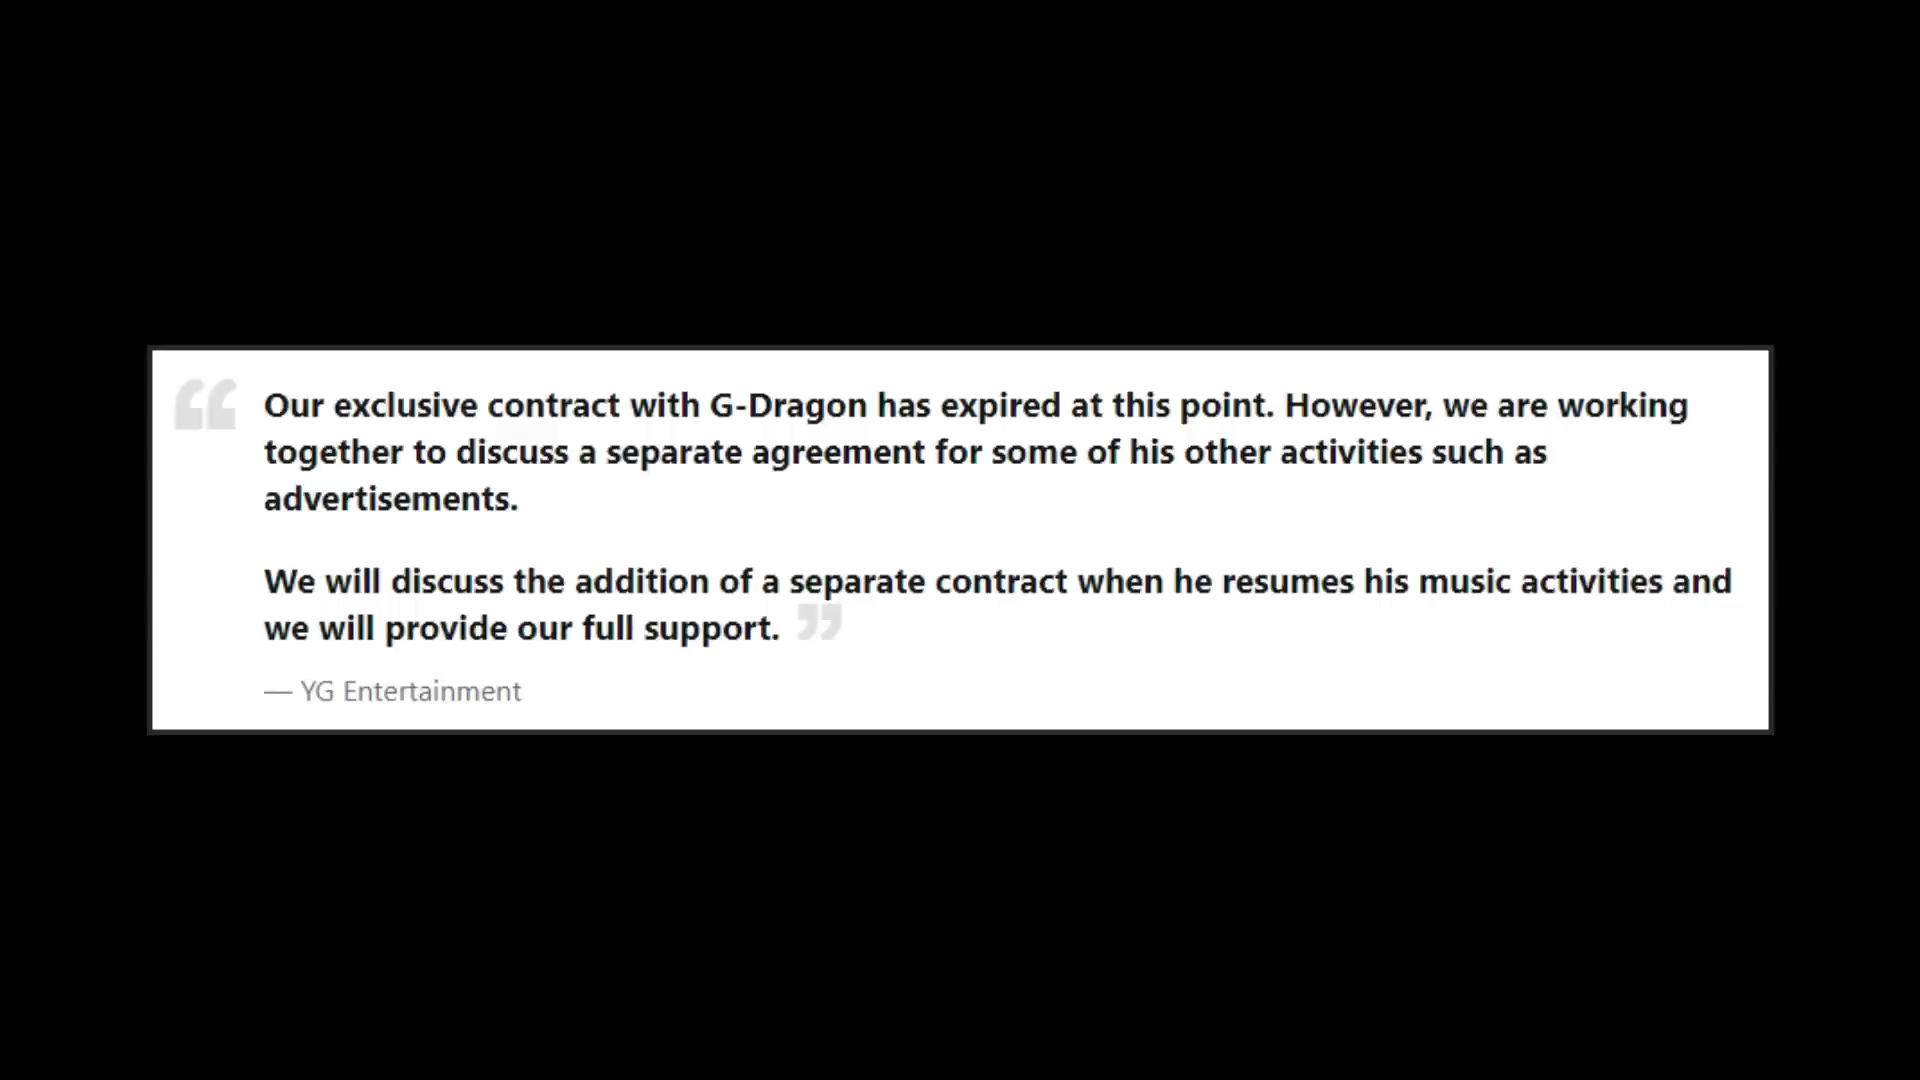 “ Our exclusive contract with G-Dragon has expired at this point. However, we are working
together to discuss a separate agreement for some of his other activities such as
advertisements.
We will discuss the addition of a separate contract when he resumes his music activities and
we will provide our full support. ”
— YG Entertainment